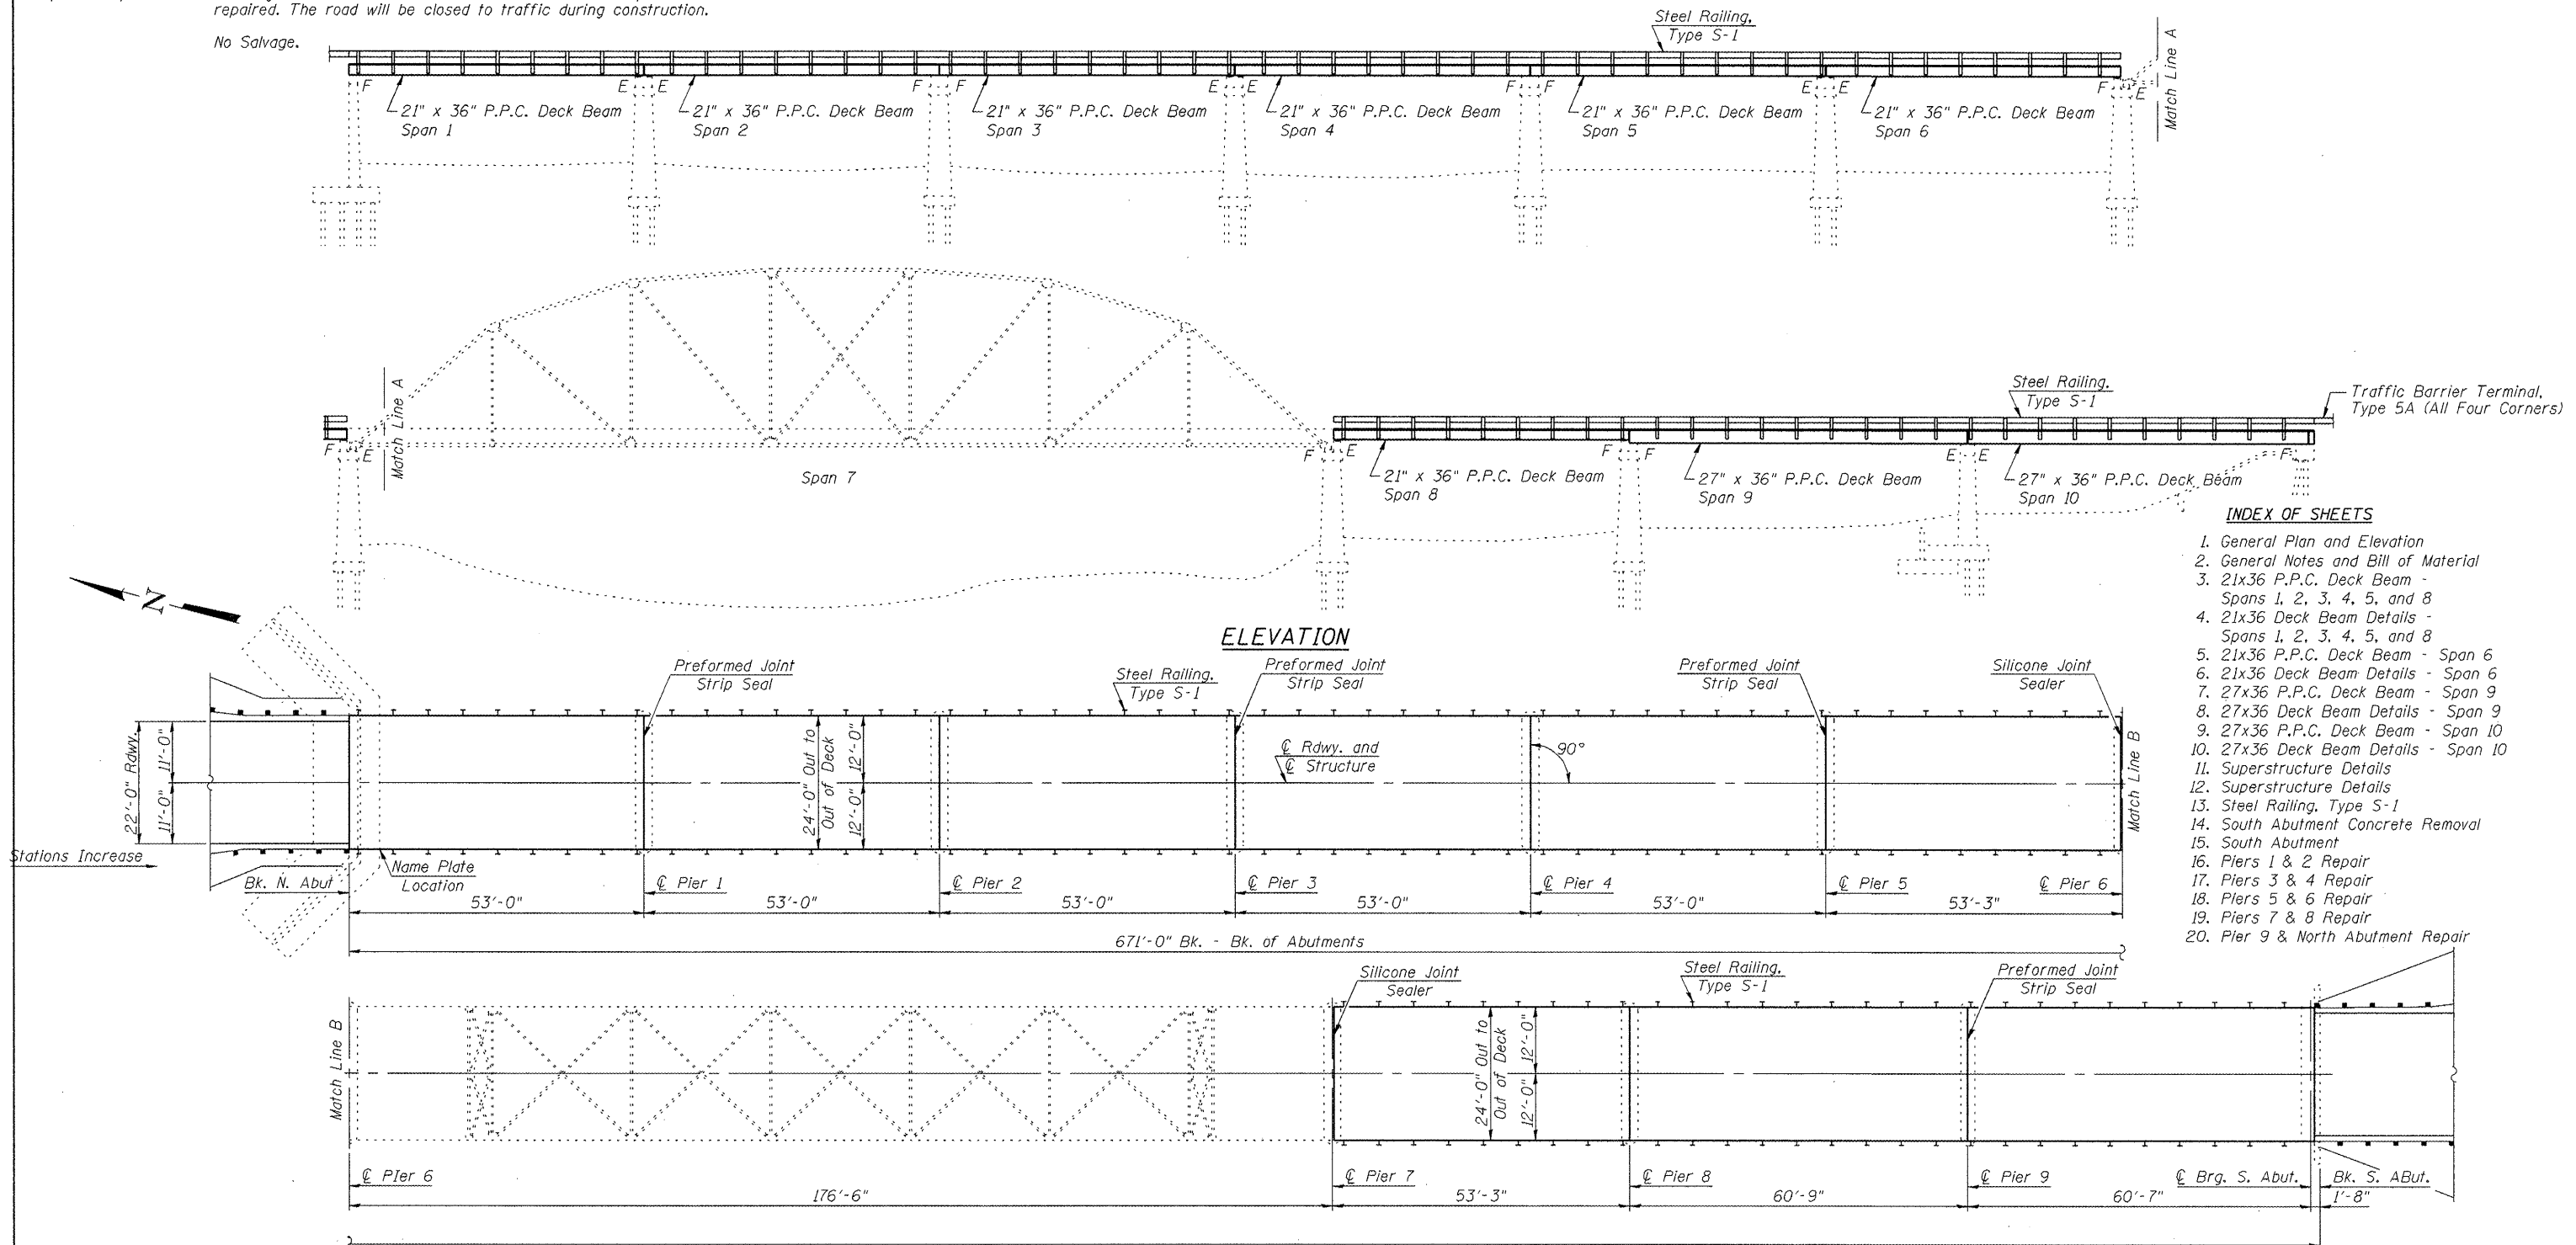 repaired. The road will be closed to traffic during construction.
No Salvage.
Steel Railing,
Type S-1
Match Line A
F E E F F E E F F E E F E
21" x 36" P.P.C. Deck Beam
Span 1
21" x 36" P.P.C. Deck Beam
Span 2
21" x 36" P.P.C. Deck Beam
Span 3
21" x 36" P.P.C. Deck Beam
Span 4
21" x 36" P.P.C. Deck Beam
Span 5
21" x 36" P.P.C. Deck Beam
Span 6
Match Line A
Match Line A
Steel Railing,
Type S-1
Traffic Barrier Terminal,
Type 5A (All Four Corners)
F E F E F E E F
Span 7
21" x 36" P.P.C. Deck Beam
Span 8
27" x 36" P.P.C. Deck Beam
Span 9
27" x 36" P.P.C. Deck Beam
Span 10
INDEX OF SHEETS
1. General Plan and Elevation
2. General Notes and Bill of Material
3. 21x36 P.P.C. Deck Beam -
Spans 1, 2, 3, 4, 5, and 8
4. 21x36 Deck Beam Details -
Spans 1, 2, 3, 4, 5, and 8
5. 21x36 P.P.C. Deck Beam - Span 6
6. 21x36 Deck Beam Details - Span 6
7. 27x36 P.P.C. Deck Beam - Span 9
8. 27x36 Deck Beam Details - Span 9
9. 27x36 P.P.C. Deck Beam - Span 10
10. 27x36 Deck Beam Details - Span 10
11. Superstructure Details
12. Superstructure Details
13. Steel Railing, Type S-1
14. South Abutment Concrete Removal
15. South Abutment
16. Piers 1 & 2 Repair
17. Piers 3 & 4 Repair
18. Piers 5 & 6 Repair
19. Piers 7 & 8 Repair
20. Pier 9 & North Abutment Repair
N
ELEVATION
Preformed Joint
Strip Seal
Steel Railing,
Type S-1
Preformed Joint
Strip Seal
Preformed Joint
Strip Seal
Silicone Joint
Sealer
22'-0" Rdwy.
11'-0"
11'-0"
24'-0" Out to
Out of Deck
12'-0"
12'-0"
℄ Rdwy. and
℄ Structure
90°
Match Line B
Stations Increase
Name Plate
Location
Bk. N. Abut
℄ Pier 1
℄ Pier 2
℄ Pier 3
℄ Pier 4
℄ Pier 5
℄ Pier 6
53'-0"
53'-0"
53'-0"
53'-0"
53'-0"
53'-3"
671'-0" Bk. - Bk. of Abutments
Silicone Joint
Sealer
Steel Railing,
Type S-1
Preformed Joint
Strip Seal
Match Line B
24'-0" Out to
Out of Deck
12'-0"
12'-0"
℄ PIer 6
℄ Pier 7
℄ Pier 8
℄ Pier 9
℄ Brg. S. Abut.
Bk. S. ABut.
176'-6"
53'-3"
60'-9"
60'-7"
1'-8"